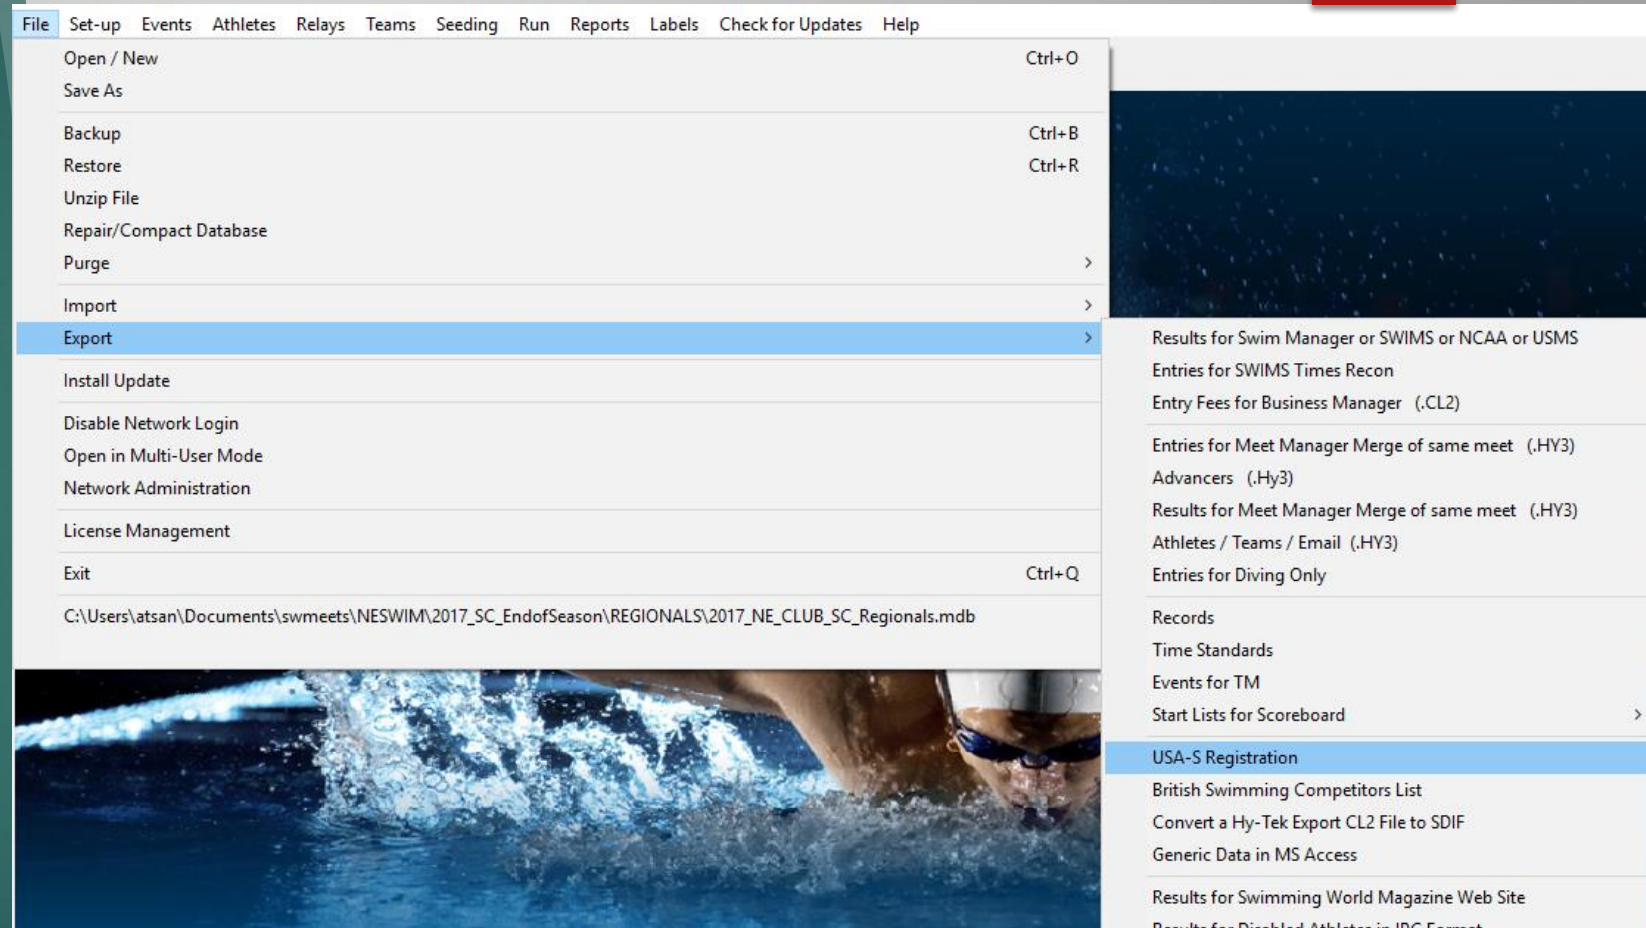 File Set-up Events Athletes Relays Teams Seeding Run Reports Labels Check for Updates Help
Open / New Ctrl+O
Save As
Backup Ctrl+B
Restore Ctrl+R
Unzip File
Repair/Compact Database
Purge >
Import >
Export >
Install Update
Disable Network Login
Open in Multi-User Mode
Network Administration
License Management
Exit Ctrl+Q
C:\Users\atsan\Documents\swmeets\NESWIM\2017_SC_EndofSeason\REGIONALS\2017_NE_CLUB_SC_Regionals.mdb
Results for Swim Manager or SWIMS or NCAA or USMS
Entries for SWIMS Times Recon
Entry Fees for Business Manager (.CL2)
Entries for Meet Manager Merge of same meet (.HY3)
Advancers (.Hy3)
Results for Meet Manager Merge of same meet (.HY3)
Athletes / Teams / Email (.HY3)
Entries for Diving Only
Records
Time Standards
Events for TM
Start Lists for Scoreboard >
USA-S Registration
British Swimming Competitors List
Convert a Hy-Tek Export CL2 File to SDIF
Generic Data in MS Access
Results for Swimming World Magazine Web Site
Results for Disabled Athletes in IPC Format